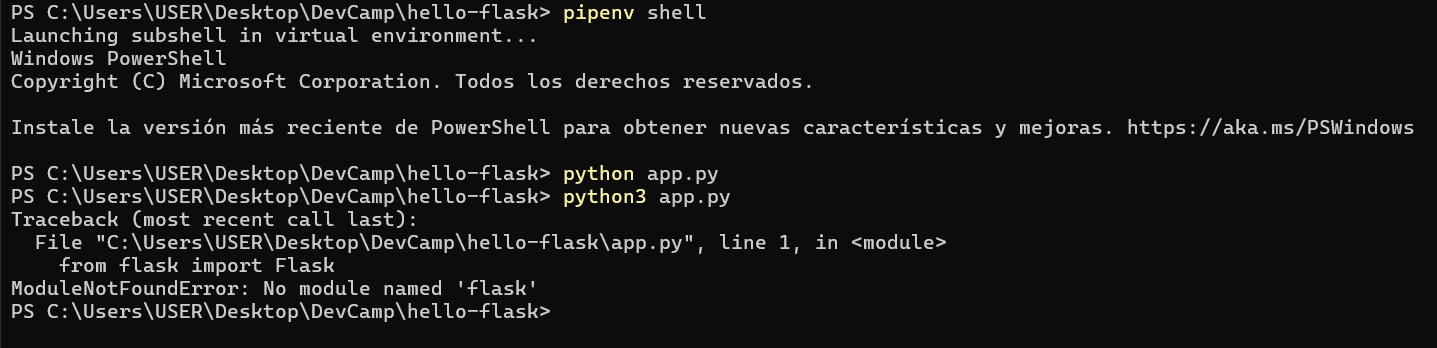 PS C:\Users\USER\Desktop\DevCamp\hello-flask> pipenv shell
Launching subshell in virtual environment...
Windows PowerShell
Copyright (C) Microsoft Corporation. Todos los derechos reservados.
Instale la versión más reciente de PowerShell para obtener nuevas características y mejoras. https://aka.ms/PSWindows
PS C:\Users\USER\Desktop\DevCamp\hello-flask> python app.py
PS C:\Users\USER\Desktop\DevCamp\hello-flask> python3 app.py
Traceback (most recent call last):
  File "C:\Users\USER\Desktop\DevCamp\hello-flask\app.py", line 1, in <module>
    from flask import Flask
ModuleNotFoundError: No module named 'flask'
PS C:\Users\USER\Desktop\DevCamp\hello-flask>